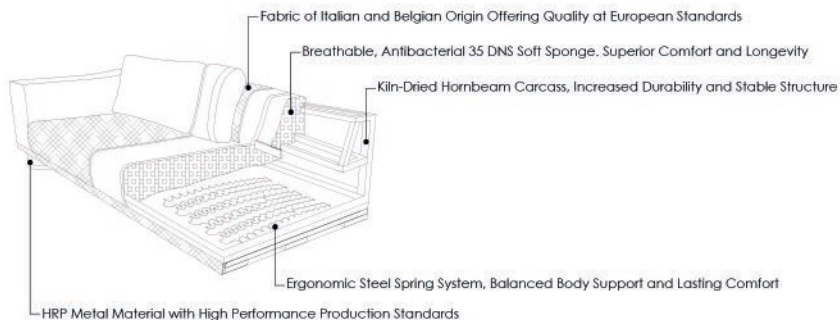 Fabric of Italian and Belgian Origin Offering Quality at European Standards
Breathable, Antibacterial 35 DNS Soft Sponge. Superior Comfort and Longevity
Kiln-Dried Hornbeam Carcass, Increased Durability and Stable Structure
Ergonomic Steel Spring System, Balanced Body Support and Lasting Comfort
HRP Metal Material with High Performance Production Standards